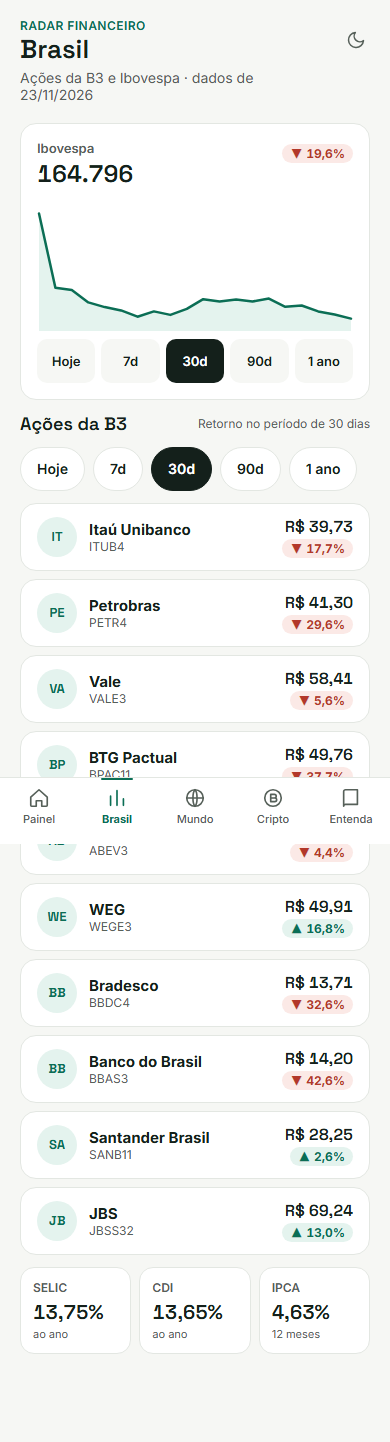 RADAR FINANCEIRO
Brasil
Ações da B3 e Ibovespa · dados de
23/11/2026
Ibovespa
164.796
▼ 19,6%
Hoje
7d
30d
90d
1 ano
Ações da B3
Retorno no período de 30 dias
Hoje
7d
30d
90d
1 ano
IT
Itaú Unibanco
ITUB4
R$ 39,73
▼ 17,7%
PE
Petrobras
PETR4
R$ 41,30
▼ 29,6%
VA
Vale
VALE3
R$ 58,41
▼ 5,6%
BP
BTG Pactual
BPAC11
R$ 49,76
▼ 37,7%
Painel
Brasil
Mundo
Cripto
Entenda
ABEV3
▼ 4,4%
WE
WEG
WEGE3
R$ 49,91
▲ 16,8%
BB
Bradesco
BBDC4
R$ 13,71
▼ 32,6%
BB
Banco do Brasil
BBAS3
R$ 14,20
▼ 42,6%
SA
Santander Brasil
SANB11
R$ 28,25
▲ 2,6%
JB
JBS
JBSS32
R$ 69,24
▲ 13,0%
SELIC
13,75%
ao ano
CDI
13,65%
ao ano
IPCA
4,63%
12 meses